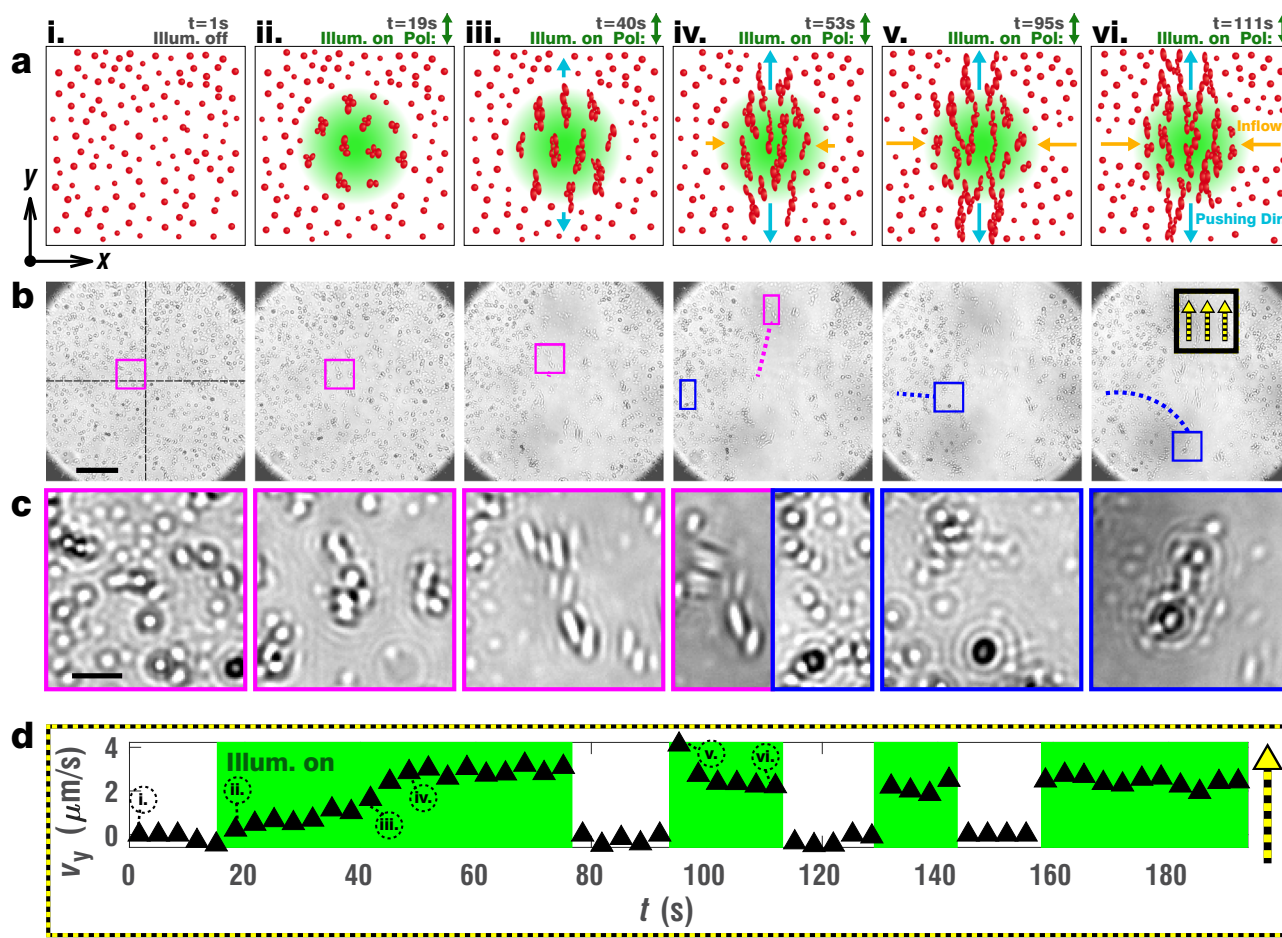 i. t=1s
Illum. off
ii. t=19s
Illum. on Pol:
iii. t=40s
Illum. on Pol:
iv. t=53s
Illum. on Pol:
v. t=95s
Illum. on Pol:
vi. t=111s
Illum. on Pol:
a
Inflow
Pushing Dir
y
x
b
c
d
Illum. on
i.
ii.
iii.
iv.
v.
vi.
v_y (μm/s)
4
2
0
0 20 40 60 80 100 120 140 160 180
t (s)